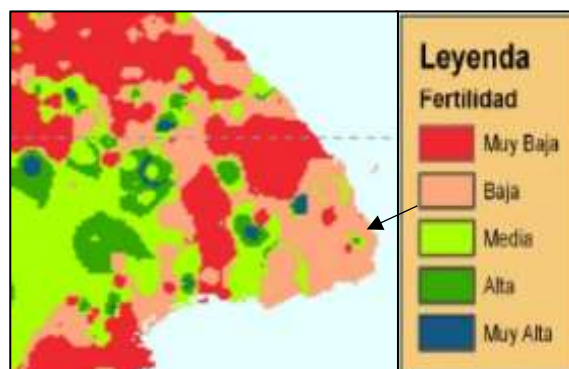 Leyenda
Fertilidad
Muy Baja
Baja
Media
Alta
Muy Alta